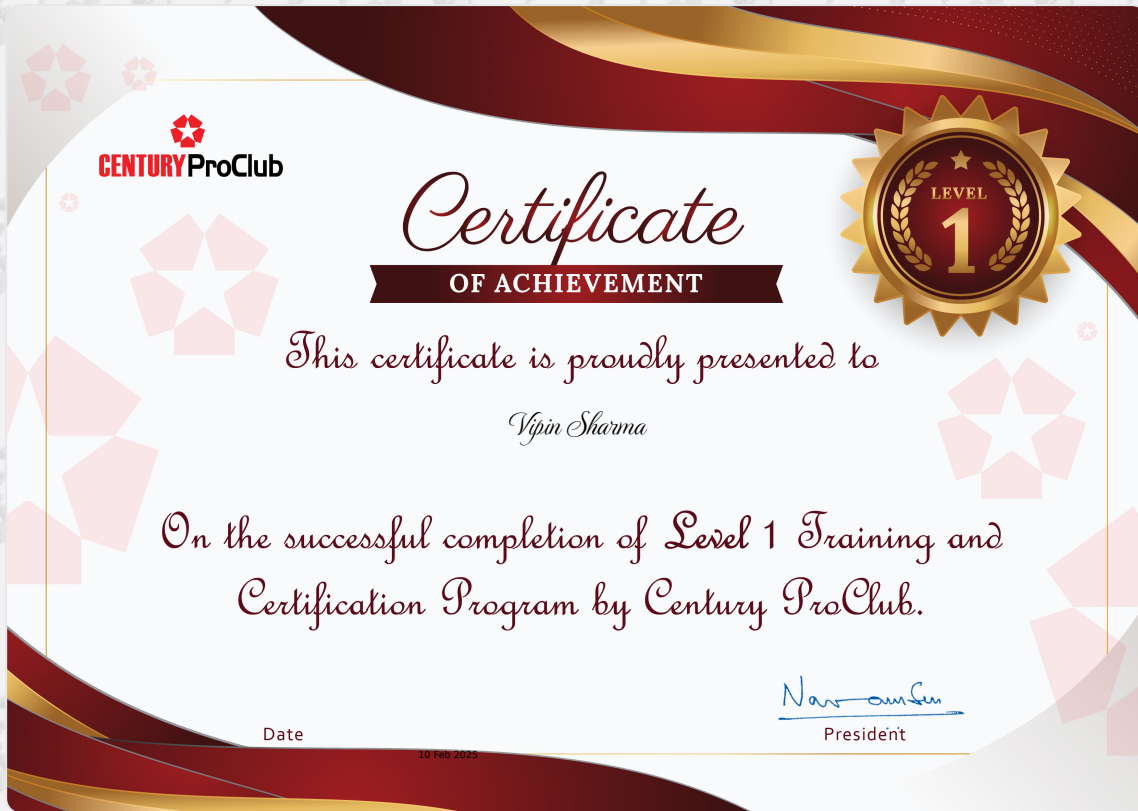 CENTURY ProClub
LEVEL
1
Certificate
OF ACHIEVEMENT
This certificate is proudly presented to
Vipin Sharma
On the successful completion of Level 1 Training and
Certification Program by Century ProClub.
Date
President
10 Feb 2025